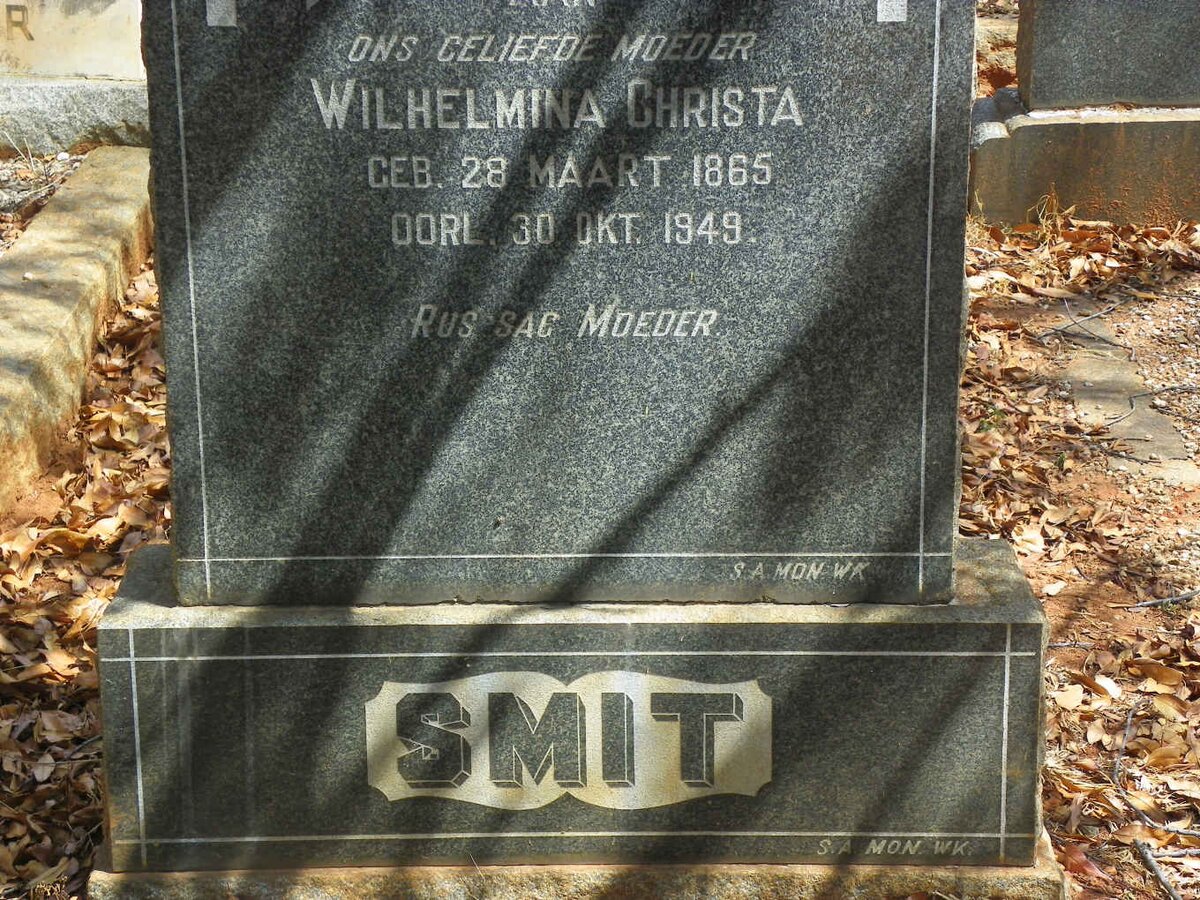 R
ONS GELIEFDE MOEDER
WILHELMINA CHRISTA
GEB. 28 MAART 1865
OORL. 30 OKT. 1949.
RUS SAG MOEDER
S.A. MON. WK
SMIT
S.A. MON. WK.